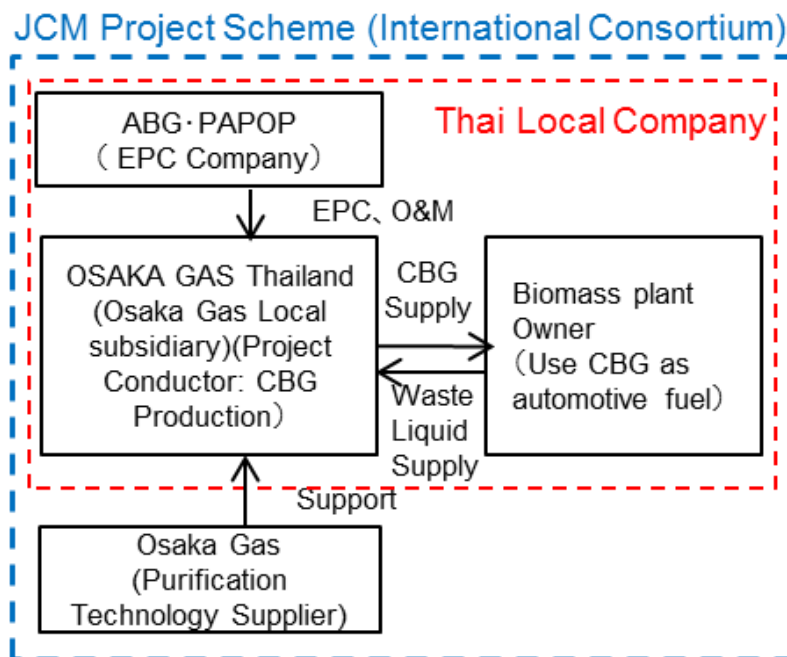 JCM Project Scheme (International Consortium)
Thai Local Company
ABG・PAPOP
（ EPC Company）
EPC、O&M
OSAKA GAS Thailand
(Osaka Gas Local
subsidiary)(Project
Conductor: CBG
Production）
CBG
Supply
Waste
Liquid
Supply
Biomass plant
Owner
（Use CBG as
automotive fuel）
Support
Osaka Gas
(Purification
Technology Supplier)